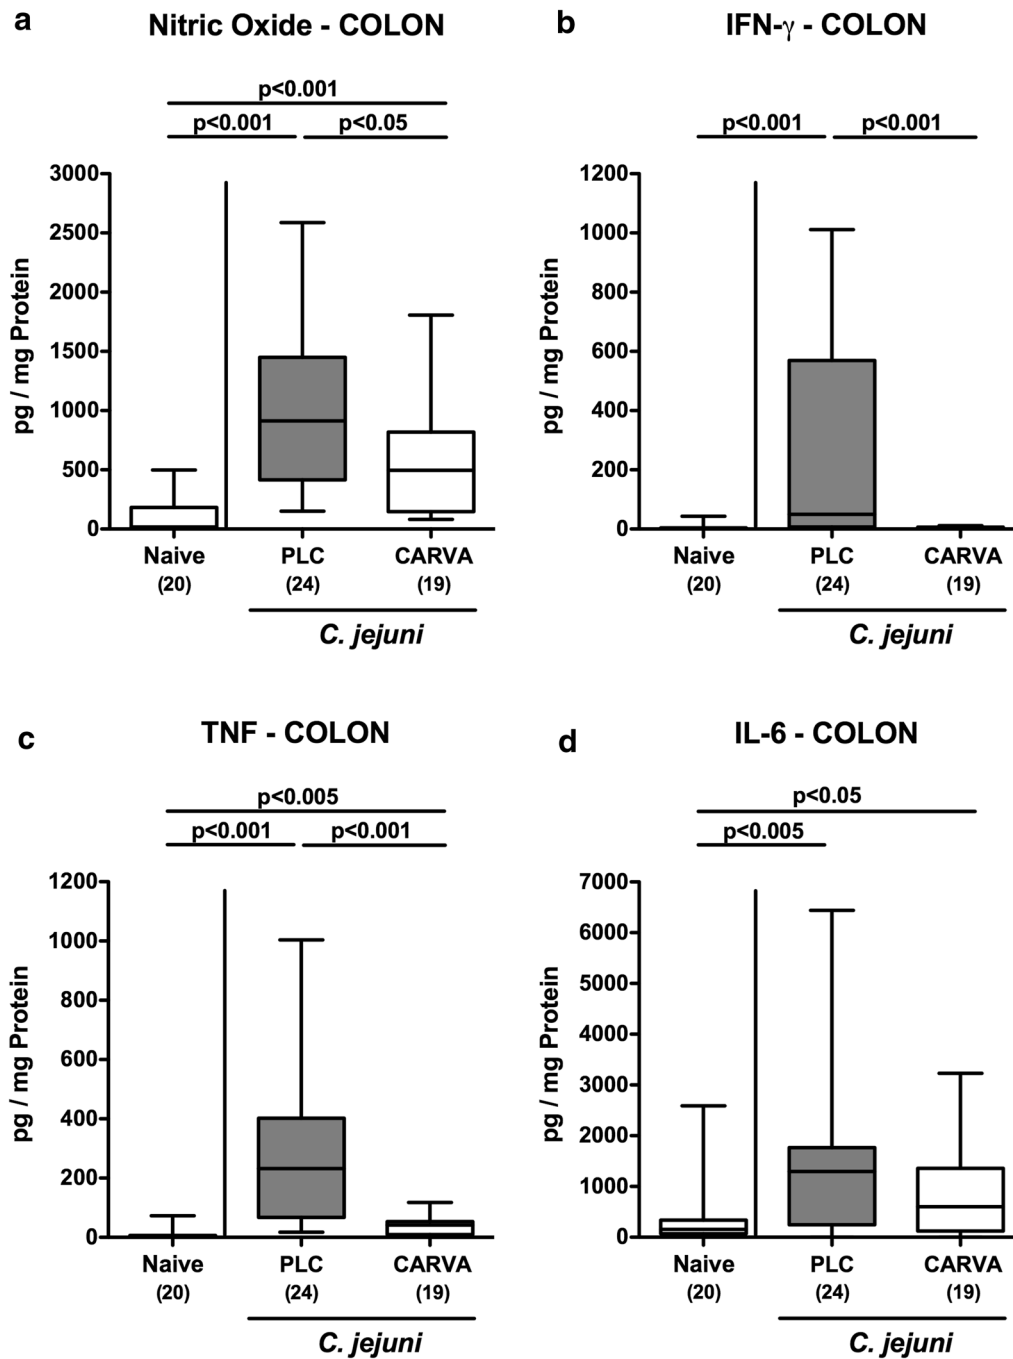 a
Nitric Oxide - COLON
p<0.001
p<0.001
p<0.05
3000
2500
2000
1500
1000
500
0
pg / mg Protein
Naive
PLC
CARVA
(20)
(24)
(19)
C. jejuni
b
IFN-γ - COLON
p<0.001
p<0.001
1200
1000
800
600
400
200
0
pg / mg Protein
Naive
PLC
CARVA
(20)
(24)
(19)
C. jejuni
c
TNF - COLON
p<0.005
p<0.001
p<0.001
1200
1000
800
600
400
200
0
pg / mg Protein
Naive
PLC
CARVA
(20)
(24)
(19)
C. jejuni
d
IL-6 - COLON
p<0.05
p<0.005
7000
6000
5000
4000
3000
2000
1000
0
pg / mg Protein
Naive
PLC
CARVA
(20)
(24)
(19)
C. jejuni